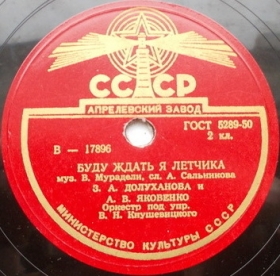 СССР
АПРЕЛЕВСКИЙ ЗАВОД
ГОСТ 5289-50
2 кл.
В — 17896
БУДУ ЖДАТЬ Я ЛЕТЧИКА
муз. В. Мурадели, сл. А. Сальникова
З. А. ДОЛУХАНОВА и
А. В. ЯКОВЕНКО
Оркестр под упр.
В. Н. Кнушевицкого
МИНИСТЕРСТВО КУЛЬТУРЫ СССР